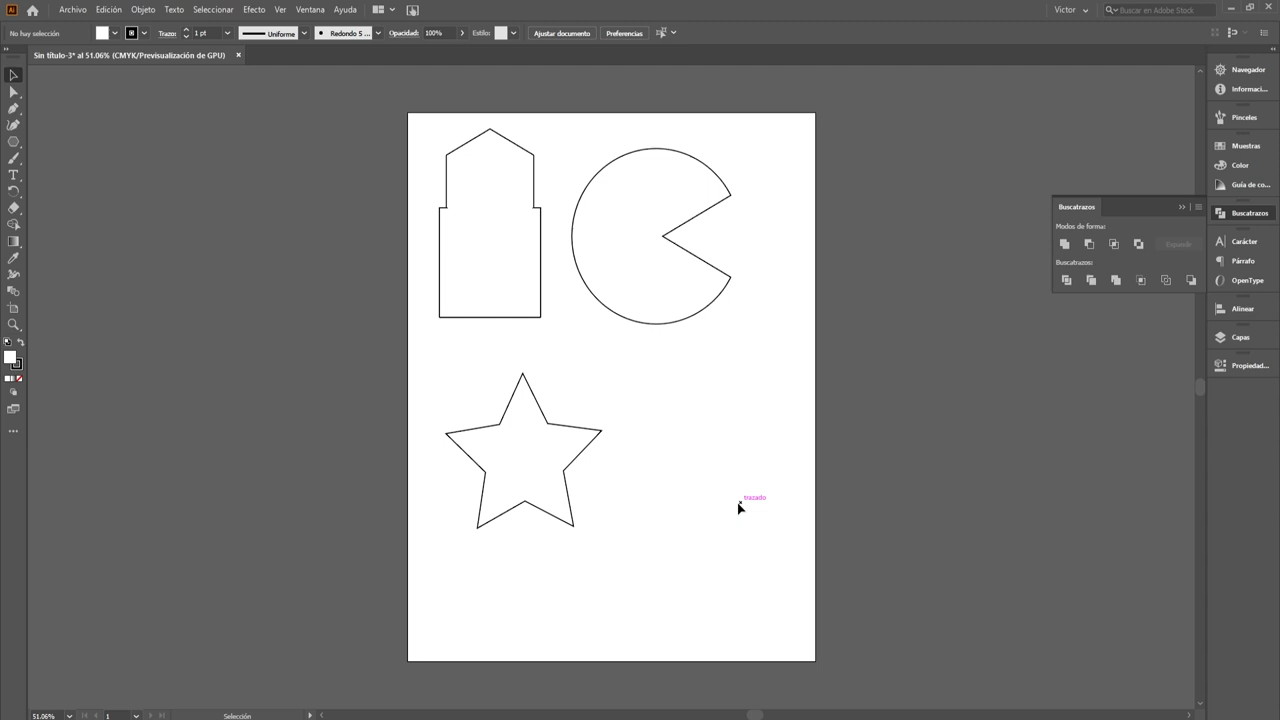 Ai Archivo Edición Objeto Texto Seleccionar Efecto Ver Ventana Ayuda Victor Buscar en Adobe Stock
No hay selección Trazo: 1 pt Uniforme Redondo 5 ... Opacidad: 100% Estilo: Ajustar documento Preferencias
Sin título-3* al 51.06% (CMYK/Previsualización de GPU) ×
Navegador
Informaci...
Pinceles
Muestras
Color
Guía de co...
Buscatrazos
Carácter
Párrafo
OpenType
Alinear
Capas
Propiedad...
Buscatrazos
Modos de forma:
Expandir
Buscatrazos:
trazado
51.06% 1 Selección